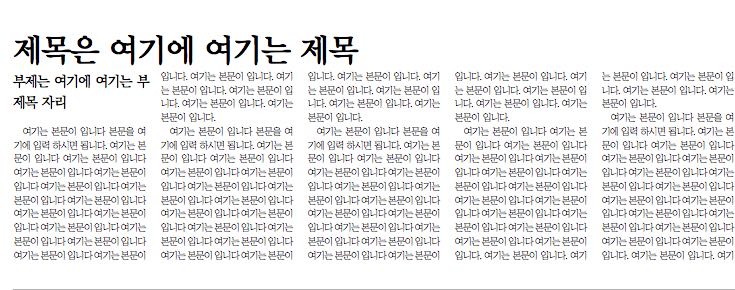 제목은 여기에 여기는 제목
부제는 여기에 여기는 부
제목 자리
여기는 본문이 입니다 본문을 여
기에 입력 하시면 됩니다. 여기는 본
문이 입니다 여기는 본문이 입니다
여기는 본문이 입니다 여기는 본문이
입니다 여기는 본문이 입니다 여기는
본문이 입니다 여기는 본문이 입니다
여기는 본문이 입니다 여기는 본문이
입니다 여기는 본문이 입니다 여기는
본문이 입니다 여기는 본문이 입니다
여기는 본문이 입니다 여기는 본문이
입니다. 여기는 본문이 입니다. 여기
는 본문이 입니다. 여기는 본문이 입
니다. 여기는 본문이 입니다. 여기는
본문이 입니다.
여기는 본문이 입니다 본문을 여
기에 입력 하시면 됩니다. 여기는 본
문이 입니다 여기는 본문이 입니다
여기는 본문이 입니다 여기는 본문이
입니다 여기는 본문이 입니다 여기는
본문이 입니다 여기는 본문이 입니다
여기는 본문이 입니다 여기는 본문이
입니다 여기는 본문이 입니다 여기는
본문이 입니다 여기는 본문이 입니다
여기는 본문이 입니다 여기는 본문이
입니다. 여기는 본문이 입니다. 여기
는 본문이 입니다. 여기는 본문이 입
니다. 여기는 본문이 입니다. 여기는
본문이 입니다.
여기는 본문이 입니다 본문을 여
기에 입력 하시면 됩니다. 여기는 본
문이 입니다 여기는 본문이 입니다
여기는 본문이 입니다 여기는 본문이
입니다 여기는 본문이 입니다 여기는
본문이 입니다 여기는 본문이 입니다
여기는 본문이 입니다 여기는 본문이
입니다 여기는 본문이 입니다 여기는
본문이 입니다 여기는 본문이 입니다
여기는 본문이 입니다 여기는 본문이
입니다. 여기는 본문이 입니다. 여기
는 본문이 입니다. 여기는 본문이 입
니다. 여기는 본문이 입니다. 여기는
본문이 입니다.
여기는 본문이 입니다 여기는 본
문이 입니다 여기는 본문이 입니다
여기는 본문이 입니다 여기는 본문이
입니다 여기는 본문이 입니다 여기는
본문이 입니다 여기는 본문이 입니다
여기는 본문이 입니다 여기는 본문이
입니다 여기는 본문이 입니다 여기는
본문이 입니다 여기는 본문이 입니다
여기는 본문이 입니다 여기는 본문이
입니다. 여기는 본문이 입니다. 여기
는 본문이 입니다. 여기는 본문이 입
니다. 여기는 본문이 입니다. 여기는
본문이 입니다.
여기는 본문이 입니다 본문을 여
기에 입력 하시면 됩니다. 여기는 본
문이 입니다 여기는 본문이 입니다
여기는 본문이 입니다 여기는 본문이
입니다 여기는 본문이 입니다 여기는
본문이 입니다 여기는 본문이 입니다
여기는 본문이 입니다 여기는 본문이
입니다 여기는 본문이 입니다 여기는
본문이 입니다 여기는 본문이 입니다
여기는 본문이 입니다 여기는 본문이
입니다. 여기는 본문이 입니다. 여기